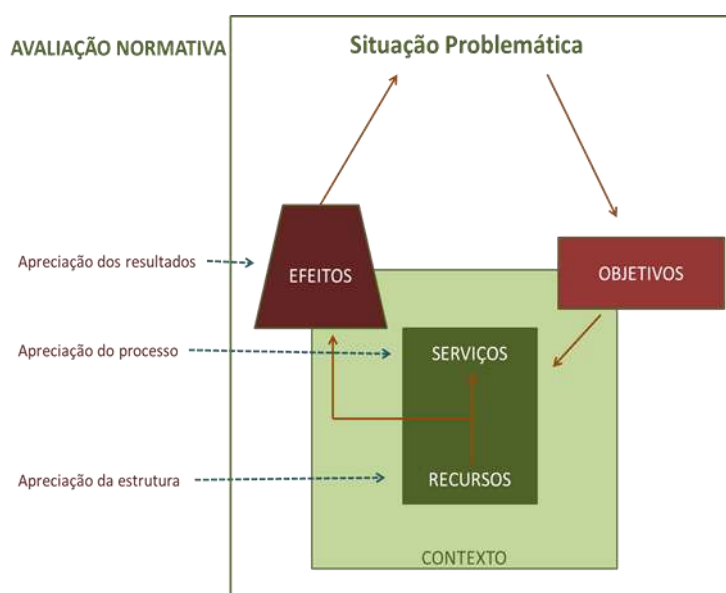 AVALIAÇÃO NORMATIVA
Situação Problemática
Apreciação dos resultados
EFEITOS
OBJETIVOS
Apreciação do processo
SERVIÇOS
Apreciação da estrutura
RECURSOS
CONTEXTO